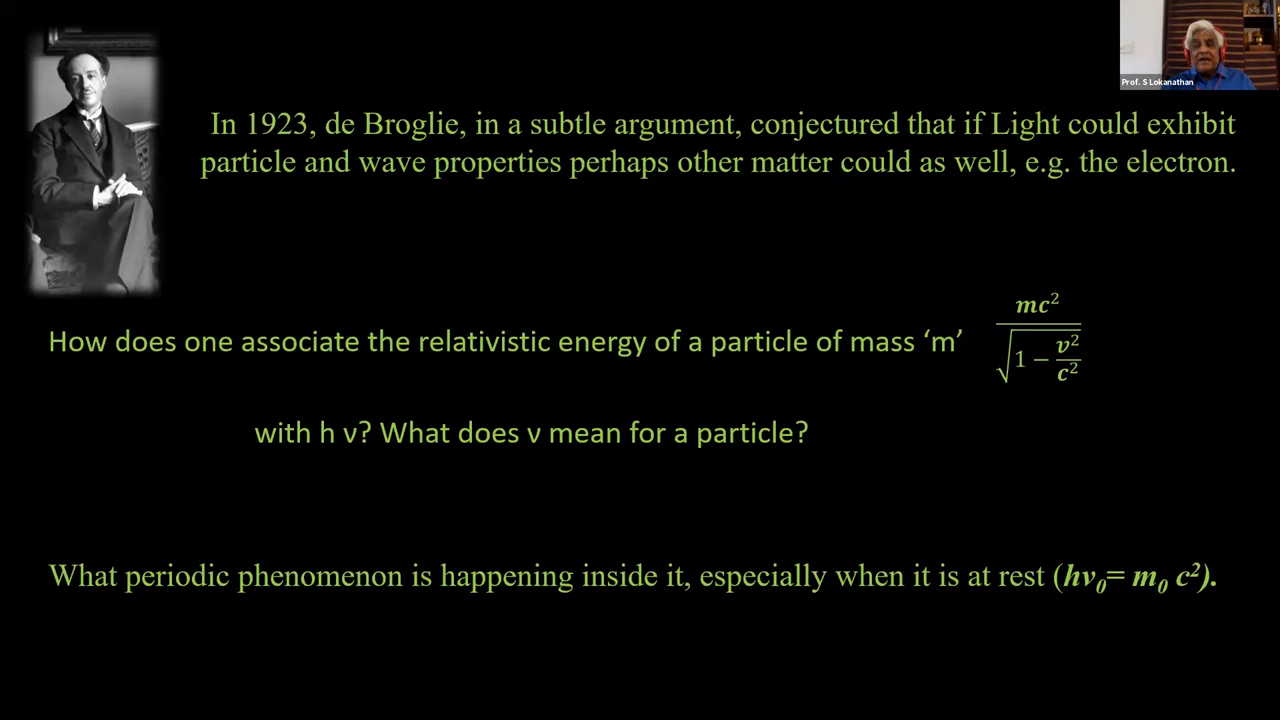 Prof. S Lokanathan
In 1923, de Broglie, in a subtle argument, conjectured that if Light could exhibit
particle and wave properties perhaps other matter could as well, e.g. the electron.
How does one associate the relativistic energy of a particle of mass ‘m’ mc²/√(1 − v²/c²)
with h ν? What does ν mean for a particle?
What periodic phenomenon is happening inside it, especially when it is at rest (hν₀= m₀ c²).